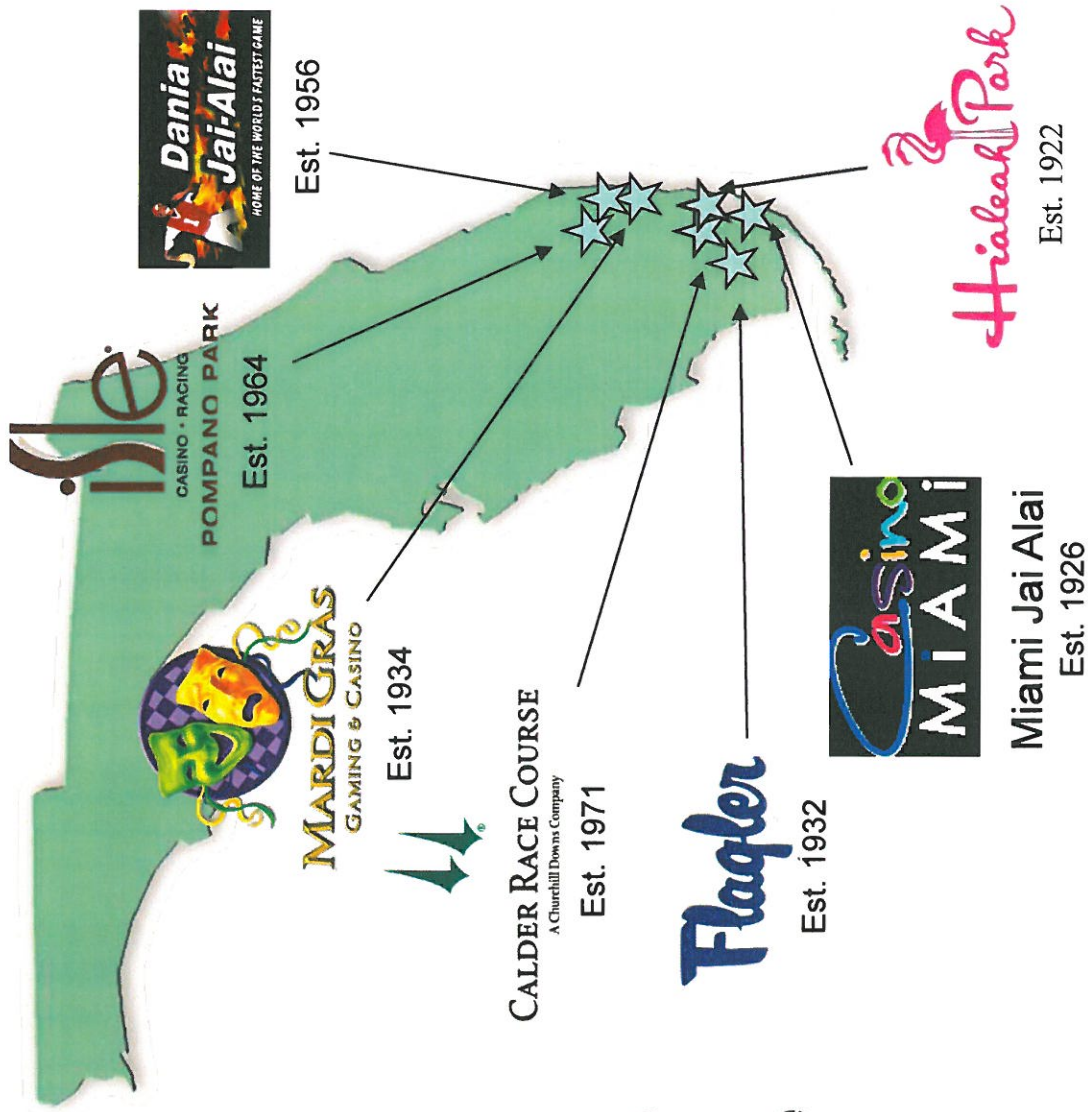 isle
CASINO • RACING
POMPANO PARK
Est. 1964
Dania
Jai-Alai
HOME OF THE WORLD'S FASTEST GAME
Est. 1956
MARDI GRAS
GAMING & CASINO
Est. 1934
CALDER RACE COURSE
A Churchill Downs Company
Est. 1971
Flagler
Est. 1932
Casino
MiAMi
Miami Jai Alai
Est. 1926
Hialeah Park
Est. 1922